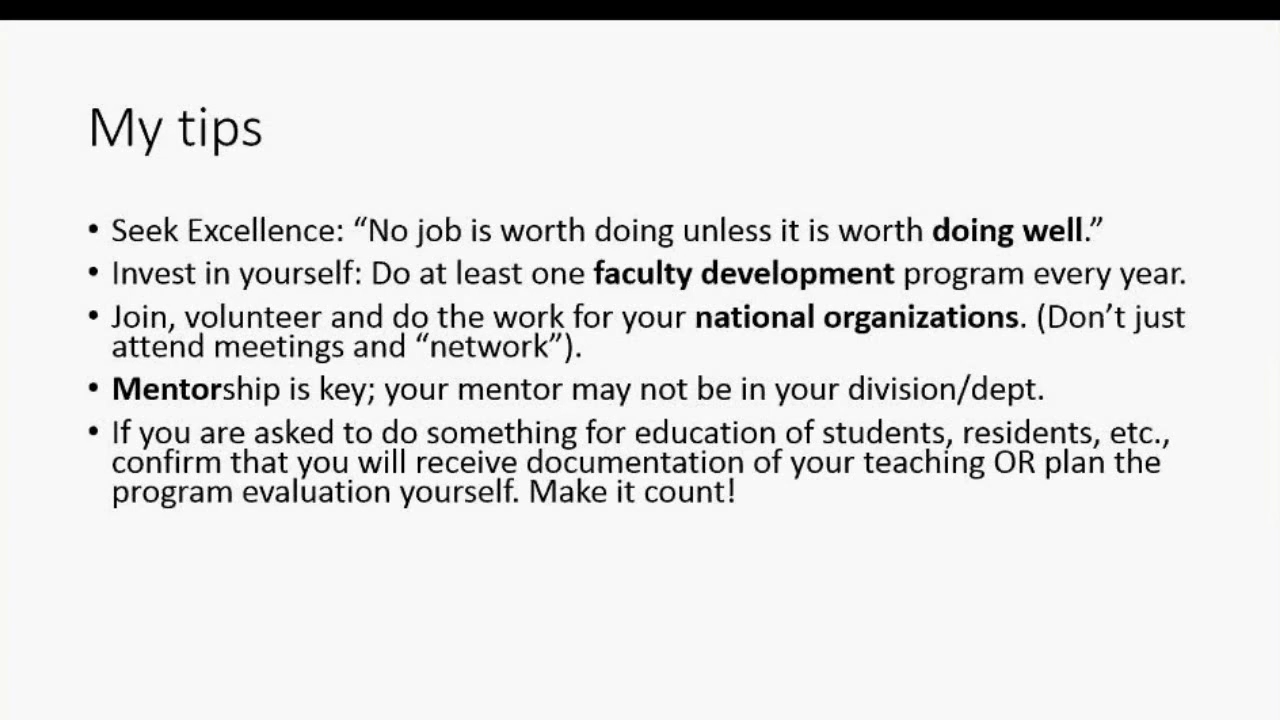 My tips
• Seek Excellence: “No job is worth doing unless it is worth doing well.”
• Invest in yourself: Do at least one faculty development program every year.
• Join, volunteer and do the work for your national organizations. (Don’t just
attend meetings and “network”).
• Mentorship is key; your mentor may not be in your division/dept.
• If you are asked to do something for education of students, residents, etc.,
confirm that you will receive documentation of your teaching OR plan the
program evaluation yourself. Make it count!